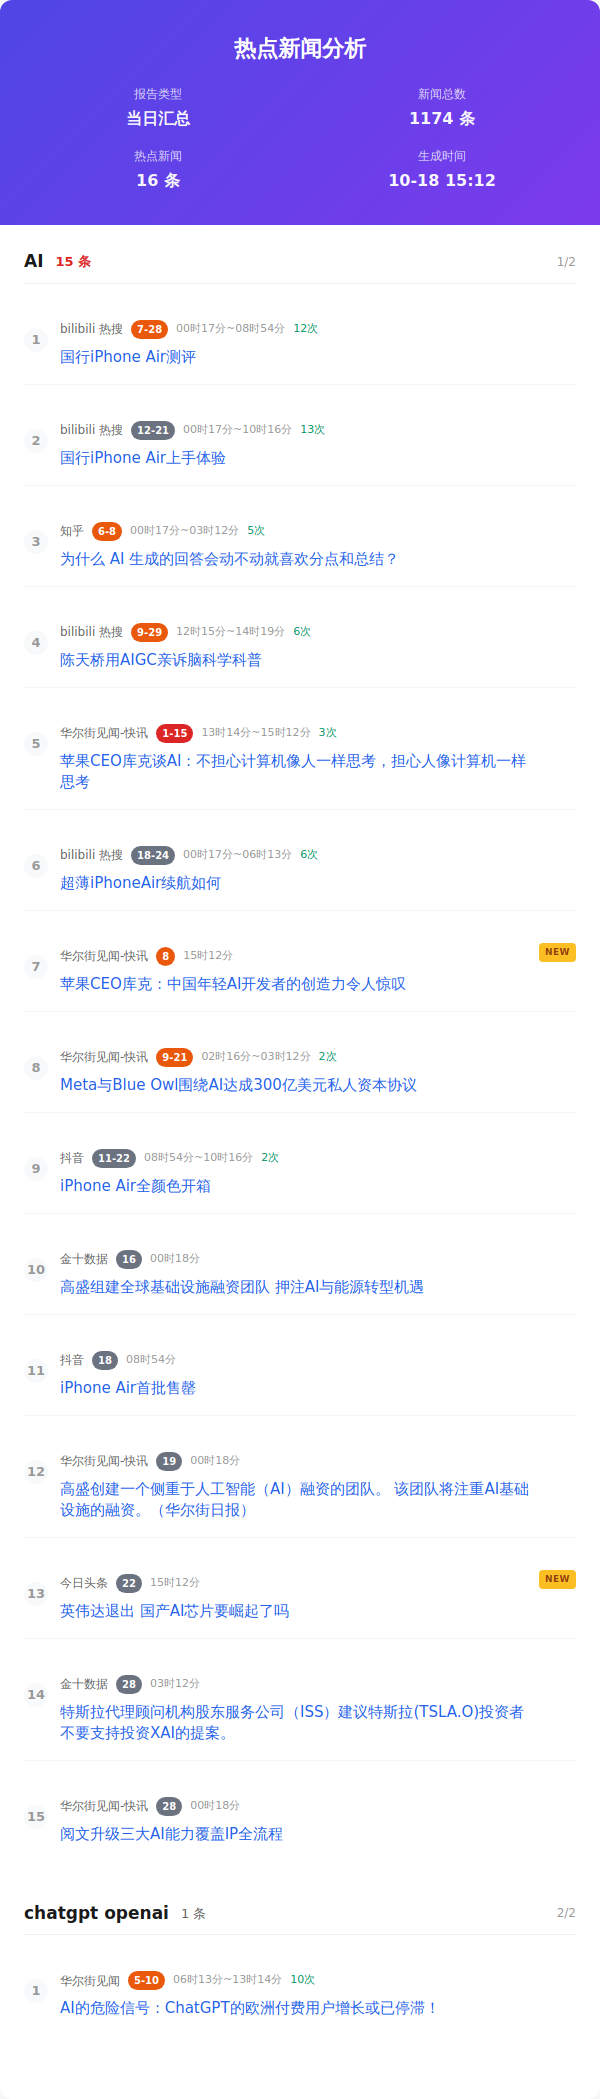 热点新闻分析
报告类型
新闻总数
当日汇总
1174 条
热点新闻
生成时间
16 条
10-18 15:12
AI 15 条 1/2
1
bilibili 热搜 7-28 00时17分~08时54分 12次
国行iPhone Air测评
2
bilibili 热搜 12-21 00时17分~10时16分 13次
国行iPhone Air上手体验
3
知乎 6-8 00时17分~03时12分 5次
为什么 AI 生成的回答会动不动就喜欢分点和总结？
4
bilibili 热搜 9-29 12时15分~14时19分 6次
陈天桥用AIGC亲诉脑科学科普
5
华尔街见闻-快讯 1-15 13时14分~15时12分 3次
苹果CEO库克谈AI：不担心计算机像人一样思考，担心人像计算机一样
思考
6
bilibili 热搜 18-24 00时17分~06时13分 6次
超薄iPhoneAir续航如何
7
华尔街见闻-快讯 8 15时12分 NEW
苹果CEO库克：中国年轻AI开发者的创造力令人惊叹
8
华尔街见闻-快讯 9-21 02时16分~03时12分 2次
Meta与Blue Owl围绕AI达成300亿美元私人资本协议
9
抖音 11-22 08时54分~10时16分 2次
iPhone Air全颜色开箱
10
金十数据 16 00时18分
高盛组建全球基础设施融资团队 押注AI与能源转型机遇
11
抖音 18 08时54分
iPhone Air首批售罄
12
华尔街见闻-快讯 19 00时18分
高盛创建一个侧重于人工智能（AI）融资的团队。 该团队将注重AI基础
设施的融资。（华尔街日报）
13
今日头条 22 15时12分 NEW
英伟达退出 国产AI芯片要崛起了吗
14
金十数据 28 03时12分
特斯拉代理顾问机构股东服务公司（ISS）建议特斯拉(TSLA.O)投资者
不要支持投资XAI的提案。
15
华尔街见闻-快讯 28 00时18分
阅文升级三大AI能力覆盖IP全流程
chatgpt openai 1 条 2/2
1
华尔街见闻 5-10 06时13分~13时14分 10次
AI的危险信号：ChatGPT的欧洲付费用户增长或已停滞！